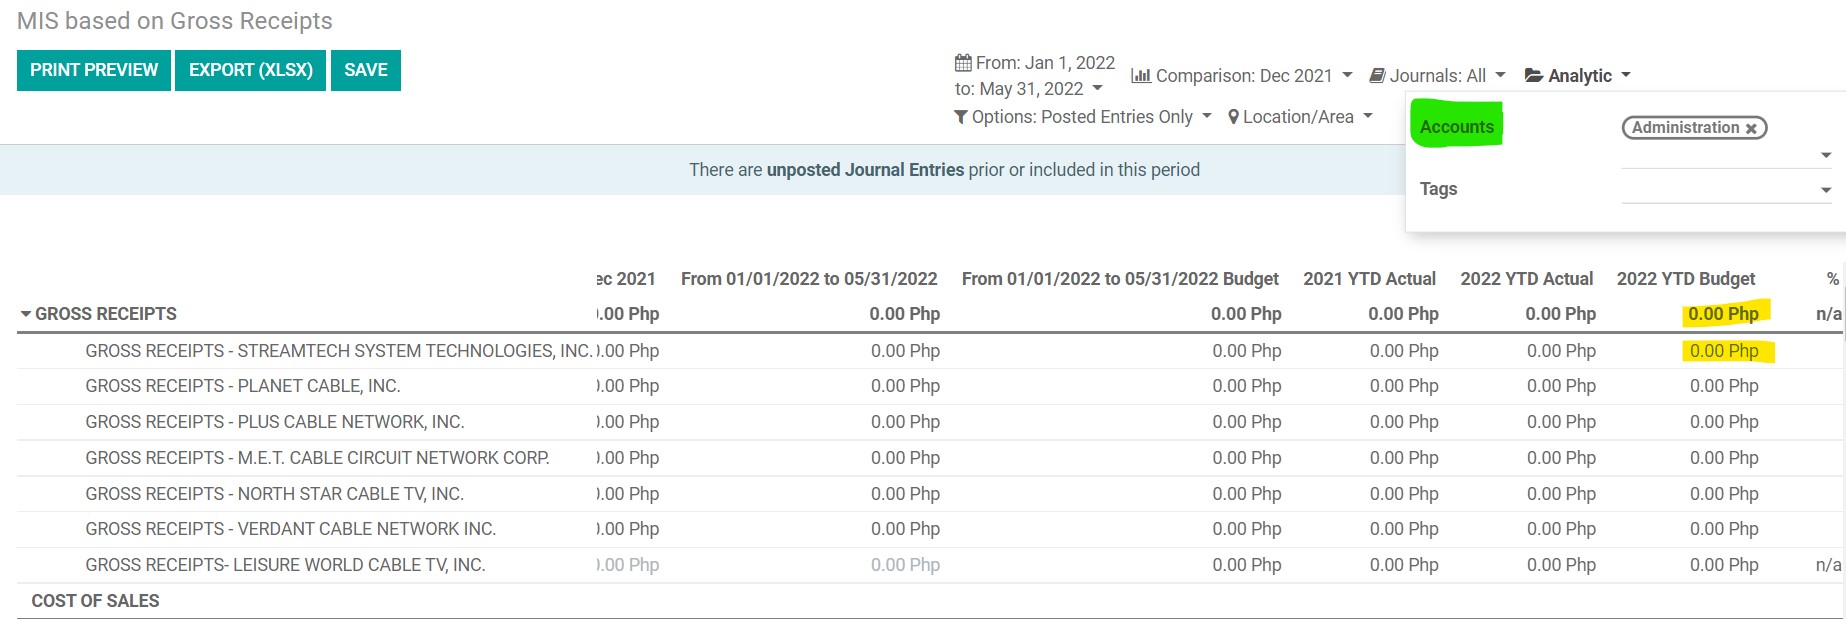 MIS based on Gross Receipts
PRINT PREVIEW EXPORT (XLSX) SAVE
From: Jan 1, 2022
to: May 31, 2022
Comparison: Dec 2021 Journals: All Analytic
Options: Posted Entries Only Location/Area
Accounts Administration ×
Tags
There are unposted Journal Entries prior or included in this period
ec 2021 From 01/01/2022 to 05/31/2022 From 01/01/2022 to 05/31/2022 Budget 2021 YTD Actual 2022 YTD Actual 2022 YTD Budget %
GROSS RECEIPTS .00 Php 0.00 Php 0.00 Php 0.00 Php 0.00 Php 0.00 Php n/a
GROSS RECEIPTS - STREAMTECH SYSTEM TECHNOLOGIES, INC. .00 Php 0.00 Php 0.00 Php 0.00 Php 0.00 Php 0.00 Php
GROSS RECEIPTS - PLANET CABLE, INC. .00 Php 0.00 Php 0.00 Php 0.00 Php 0.00 Php 0.00 Php
GROSS RECEIPTS - PLUS CABLE NETWORK, INC. .00 Php 0.00 Php 0.00 Php 0.00 Php 0.00 Php 0.00 Php
GROSS RECEIPTS - M.E.T. CABLE CIRCUIT NETWORK CORP. .00 Php 0.00 Php 0.00 Php 0.00 Php 0.00 Php 0.00 Php
GROSS RECEIPTS - NORTH STAR CABLE TV, INC. .00 Php 0.00 Php 0.00 Php 0.00 Php 0.00 Php 0.00 Php
GROSS RECEIPTS - VERDANT CABLE NETWORK INC. .00 Php 0.00 Php 0.00 Php 0.00 Php 0.00 Php 0.00 Php
GROSS RECEIPTS- LEISURE WORLD CABLE TV, INC. .00 Php 0.00 Php 0.00 Php 0.00 Php 0.00 Php 0.00 Php n/a
COST OF SALES